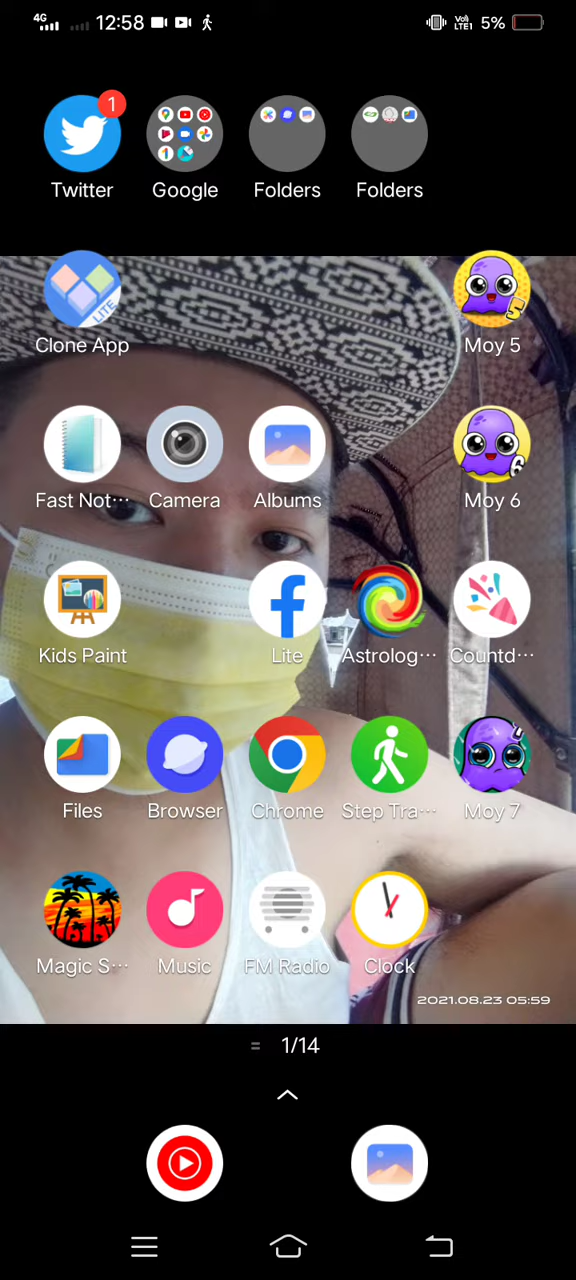 4G 12:58 VoI) LTE1 5%
1
Twitter Google Folders Folders
LITE
Clone App Moy 5
Fast Not··· Camera Albums Moy 6
Kids Paint Lite Astrolog··· Countd···
Files Browser Chrome Step Tra··· Moy 7
Magic S··· Music FM Radio Clock
2021.08.23 05:59
= 1/14